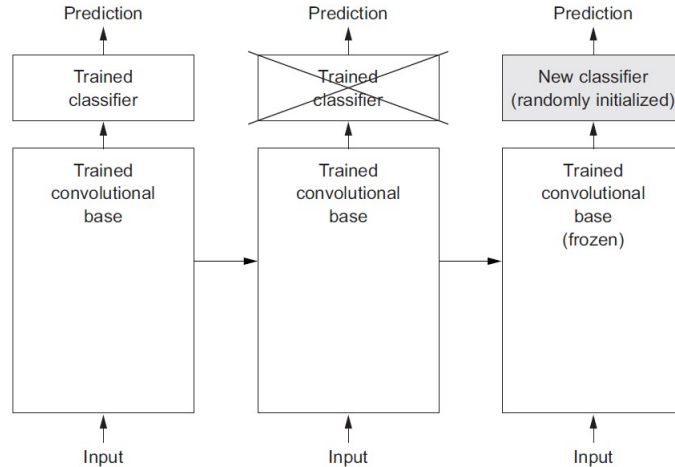 Prediction
Trained
classifier
Trained
convolutional
base
Input
Prediction
Trained
classifier
Trained
convolutional
base
Input
Prediction
New classifier
(randomly initialized)
Trained
convolutional
base
(frozen)
Input